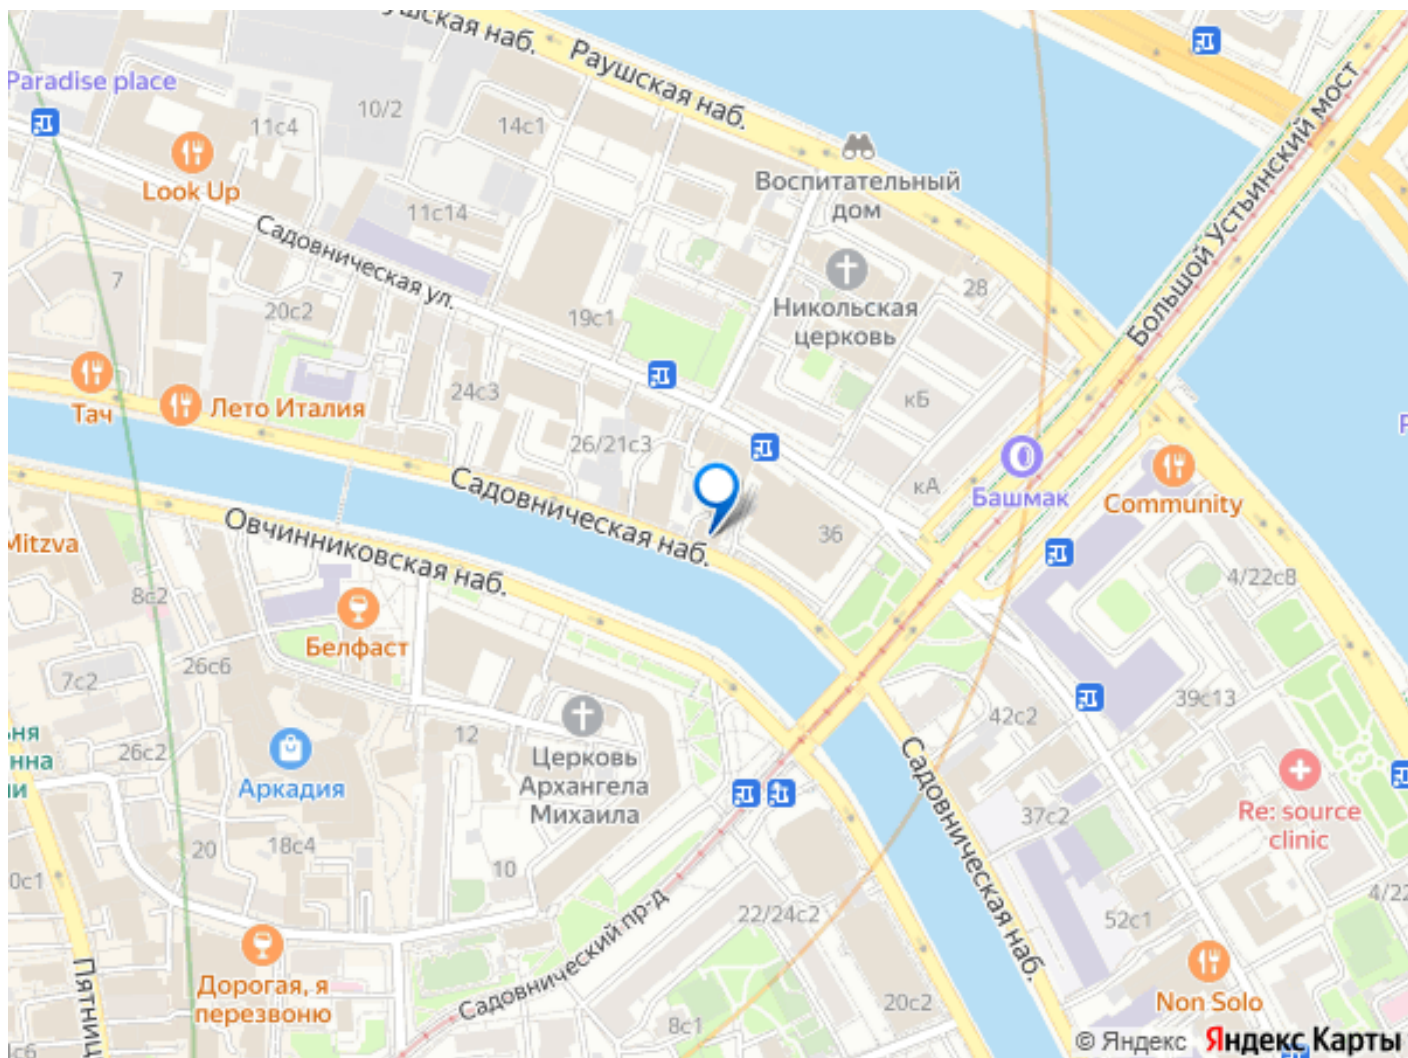 наб.
Раушская наб.
Большой Устьинский мост
Paradise place
10/2
11с4
14с1
Look Up
Воспитательный
дом
11с14
Садовническая ул.
7
20с2
19с1
28
Никольская
церковь
Тач
Лето Италия
24с3
кБ
26/21с3
кА
Башмак
Community
Садовническая наб.
36
Овчинниковская наб.
Mitzva
4/22с8
8с2
Белфаст
26с6
7с2
39с13
42с2
12
26с2
Аркадия
Церковь
Архангела
Михаила
Садовническая наб.
Re: source
clinic
37с2
20
18с4
10
22/24с2
52с1
4/22
Садовнический пр-д
Дорогая, я
перезвоню
Non Solo
20с2
8с1
© Яндекс Яндекс Карты